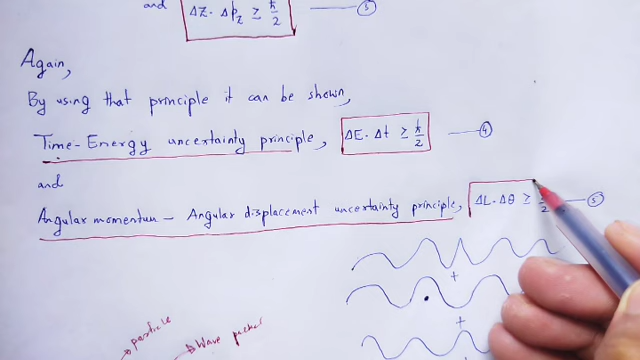 and ΔZ · Δp_z ≥ ħ/2 — ③
Again,
By using that principle it can be shown,
Time-Energy uncertainty principle, ΔE · Δt ≥ ħ/2 — ④
and
Angular momentum – Angular displacement uncertainty principle, ΔL · Δθ ≥ 2 — ⑤
+
+
particle
Wave packet